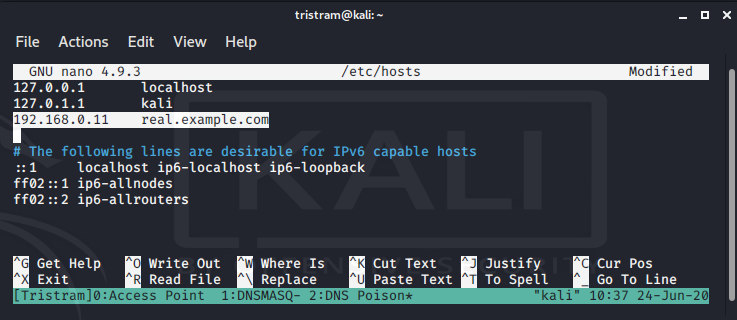 tristram@kali: ~
File Actions Edit View Help
GNU nano 4.9.3 /etc/hosts Modified
127.0.0.1 localhost
127.0.1.1 kali
192.168.0.11 real.example.com
# The following lines are desirable for IPv6 capable hosts
::1 localhost ip6-localhost ip6-loopback
ff02::1 ip6-allnodes
ff02::2 ip6-allrouters
KALI
^G Get Help ^O Write Out ^W Where Is ^K Cut Text ^J Justify ^C Cur Pos
^X Exit ^R Read File ^\ Replace ^U Paste Text ^T To Spell ^_ Go To Line
[Tristram]0:Access Point 1:DNSMASQ- 2:DNS Poison* "kali" 10:37 24-Jun-20